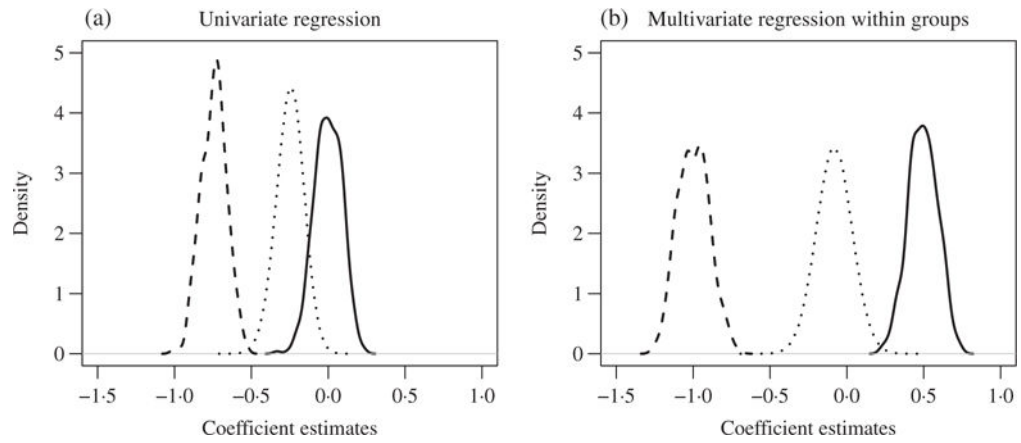 (a) Univariate regression
5
4
3
2
1
0
Density
−1·5 −1·0 −0·5 0·0 0·5 1·0
Coefficient estimates
(b) Multivariate regression within groups
5
4
3
2
1
0
Density
−1·5 −1·0 −0·5 0·0 0·5 1·0
Coefficient estimates